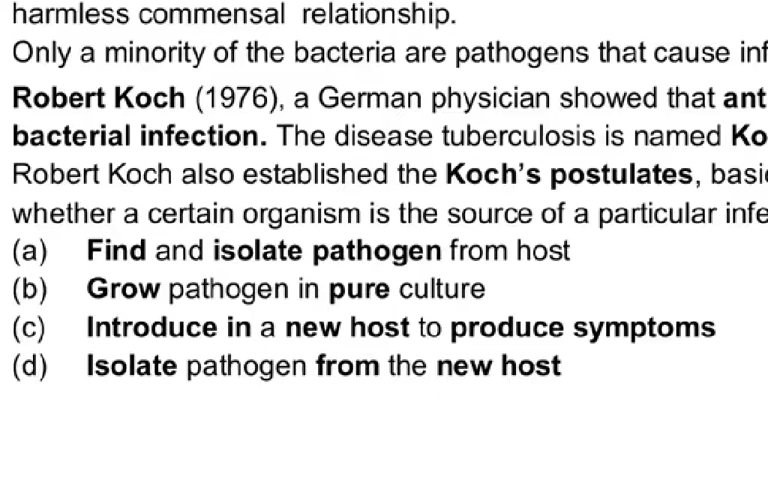 harmless commensal relationship.
Only a minority of the bacteria are pathogens that cause inf
Robert Koch (1976), a German physician showed that ant
bacterial infection. The disease tuberculosis is named Ko
Robert Koch also established the Koch's postulates, basi
whether a certain organism is the source of a particular infe
(a) Find and isolate pathogen from host
(b) Grow pathogen in pure culture
(c) Introduce in a new host to produce symptoms
(d) Isolate pathogen from the new host